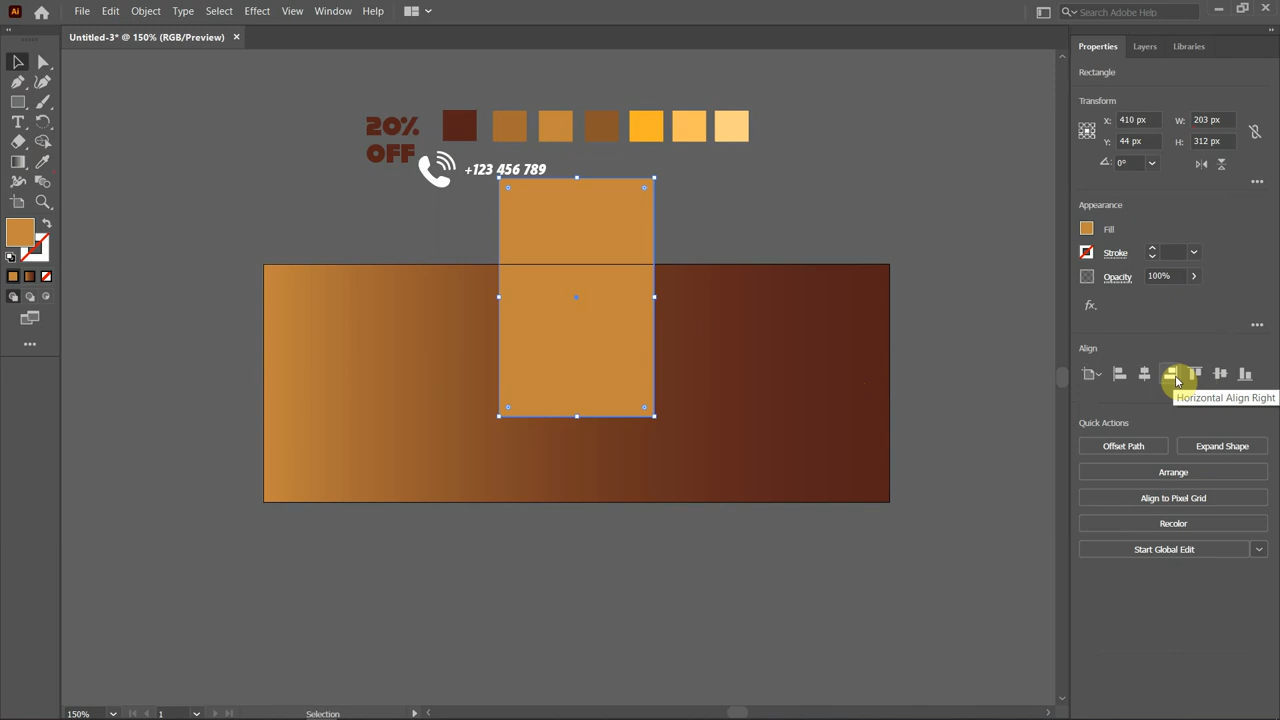 Ai File Edit Object Type Select Effect View Window Help Search Adobe Help
Untitled-3* @ 150% (RGB/Preview) ×
Properties Layers Libraries
Rectangle
Transform
X: 410 px W: 203 px
Y: 44 px H: 312 px
0°
Appearance
Fill
Stroke
Opacity 100%
fx.
Align
Horizontal Align Right
Quick Actions
Offset Path Expand Shape
Arrange
Align to Pixel Grid
Recolor
Start Global Edit
20%
OFF
+123 456 789
150% 1 Selection